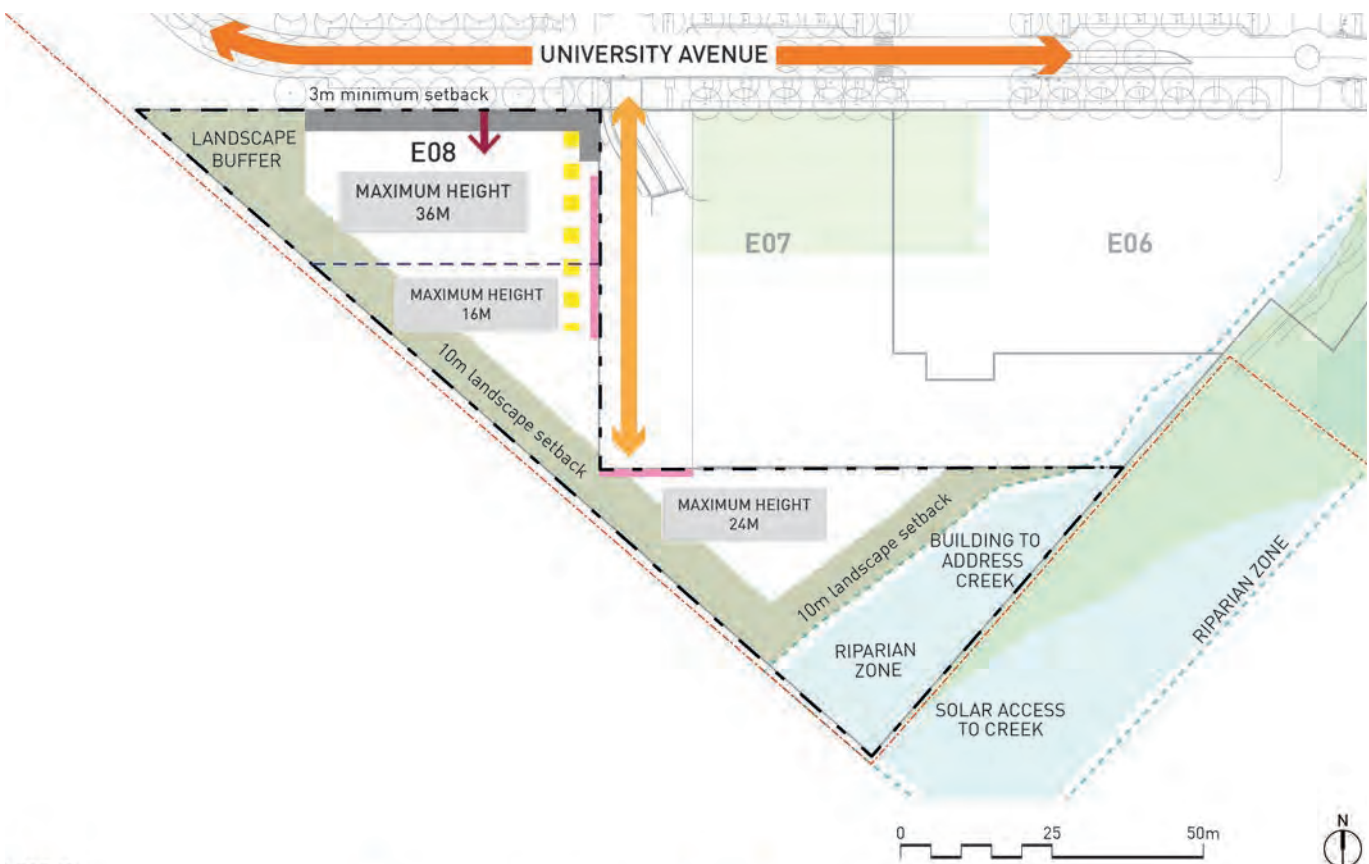 UNIVERSITY AVENUE
3m minimum setback
LANDSCAPE
BUFFER
E08
MAXIMUM HEIGHT
36M
E07
E06
MAXIMUM HEIGHT
16M
10m landscape setback
MAXIMUM HEIGHT
24M
10m landscape setback
BUILDING TO
ADDRESS
CREEK
RIPARIAN ZONE
RIPARIAN
ZONE
SOLAR ACCESS
TO CREEK
0 25 50m
N